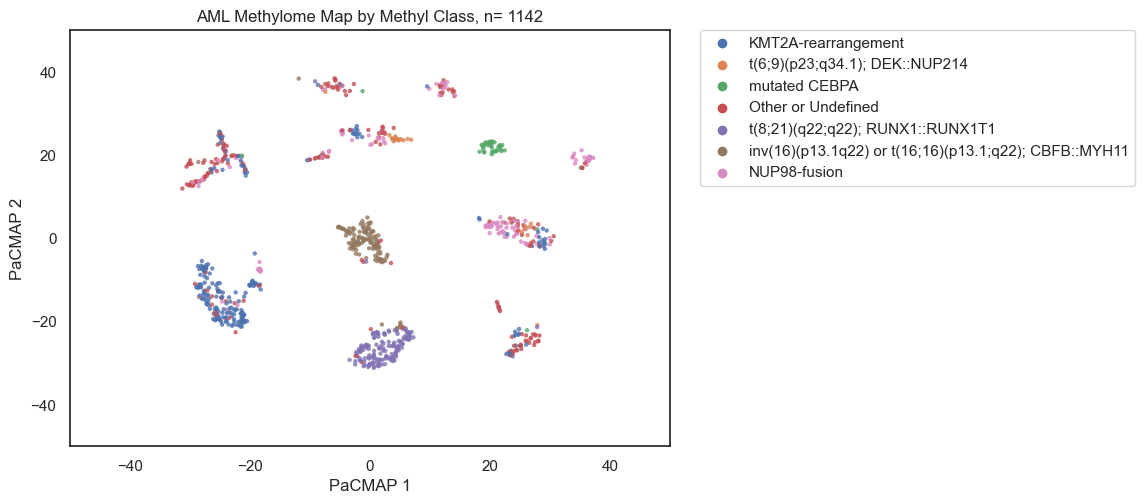 AML Methylome Map by Methyl Class, n= 1142
KMT2A-rearrangement
t(6;9)(p23;q34.1); DEK::NUP214
mutated CEBPA
Other or Undefined
t(8;21)(q22;q22); RUNX1::RUNX1T1
inv(16)(p13.1q22) or t(16;16)(p13.1;q22); CBFB::MYH11
NUP98-fusion
PaCMAP 2
40
20
0
−20
−40
−40 −20 0 20 40
PaCMAP 1